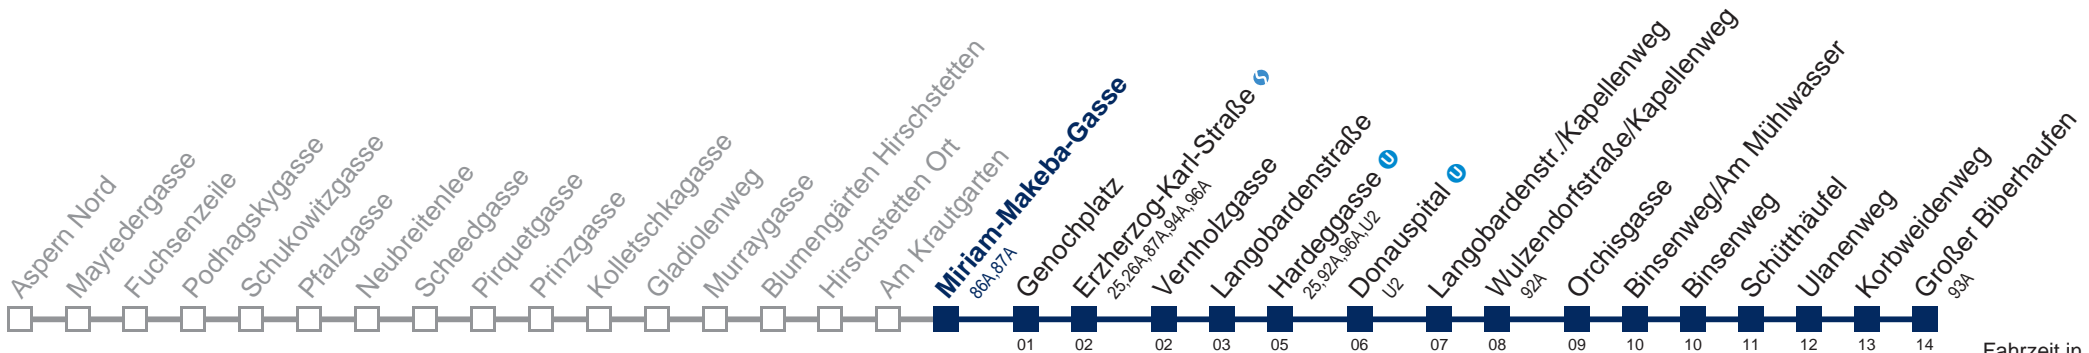 Aspern Nord
Mayredergasse
Fuchsenzeile
Podhagskygasse
Schukowitzgasse
Pfalzgasse
Neubreitenlee
Scheedgasse
Pirquetgasse
Prinzgasse
Kolletschkagasse
Gladiolenweg
Murraygasse
Blumengärten Hirschstetten
Hirschstetten Ort
Am Krautgarten
Miriam-Makeba-Gasse
86A,87A
Genochplatz
Erzherzog-Karl-Straße S
25,26A,87A,94A,96A
Vernholzgasse
Langobardenstraße
Hardeggasse U
25,92A,96A,U2
Donauspital U
U2
Langobardenstr./Kapellenweg
Wulzendorfstraße/Kapellenweg
92A
Orchisgasse
Binsenweg/Am Mühlwasser
Binsenweg
Schütthäufel
Ulanenweg
Korbweidenweg
Großer Biberhaufen
93A
01 02 02 03 05 06 07 08 09 10 10 11 12 13 14
Fahrzeit in